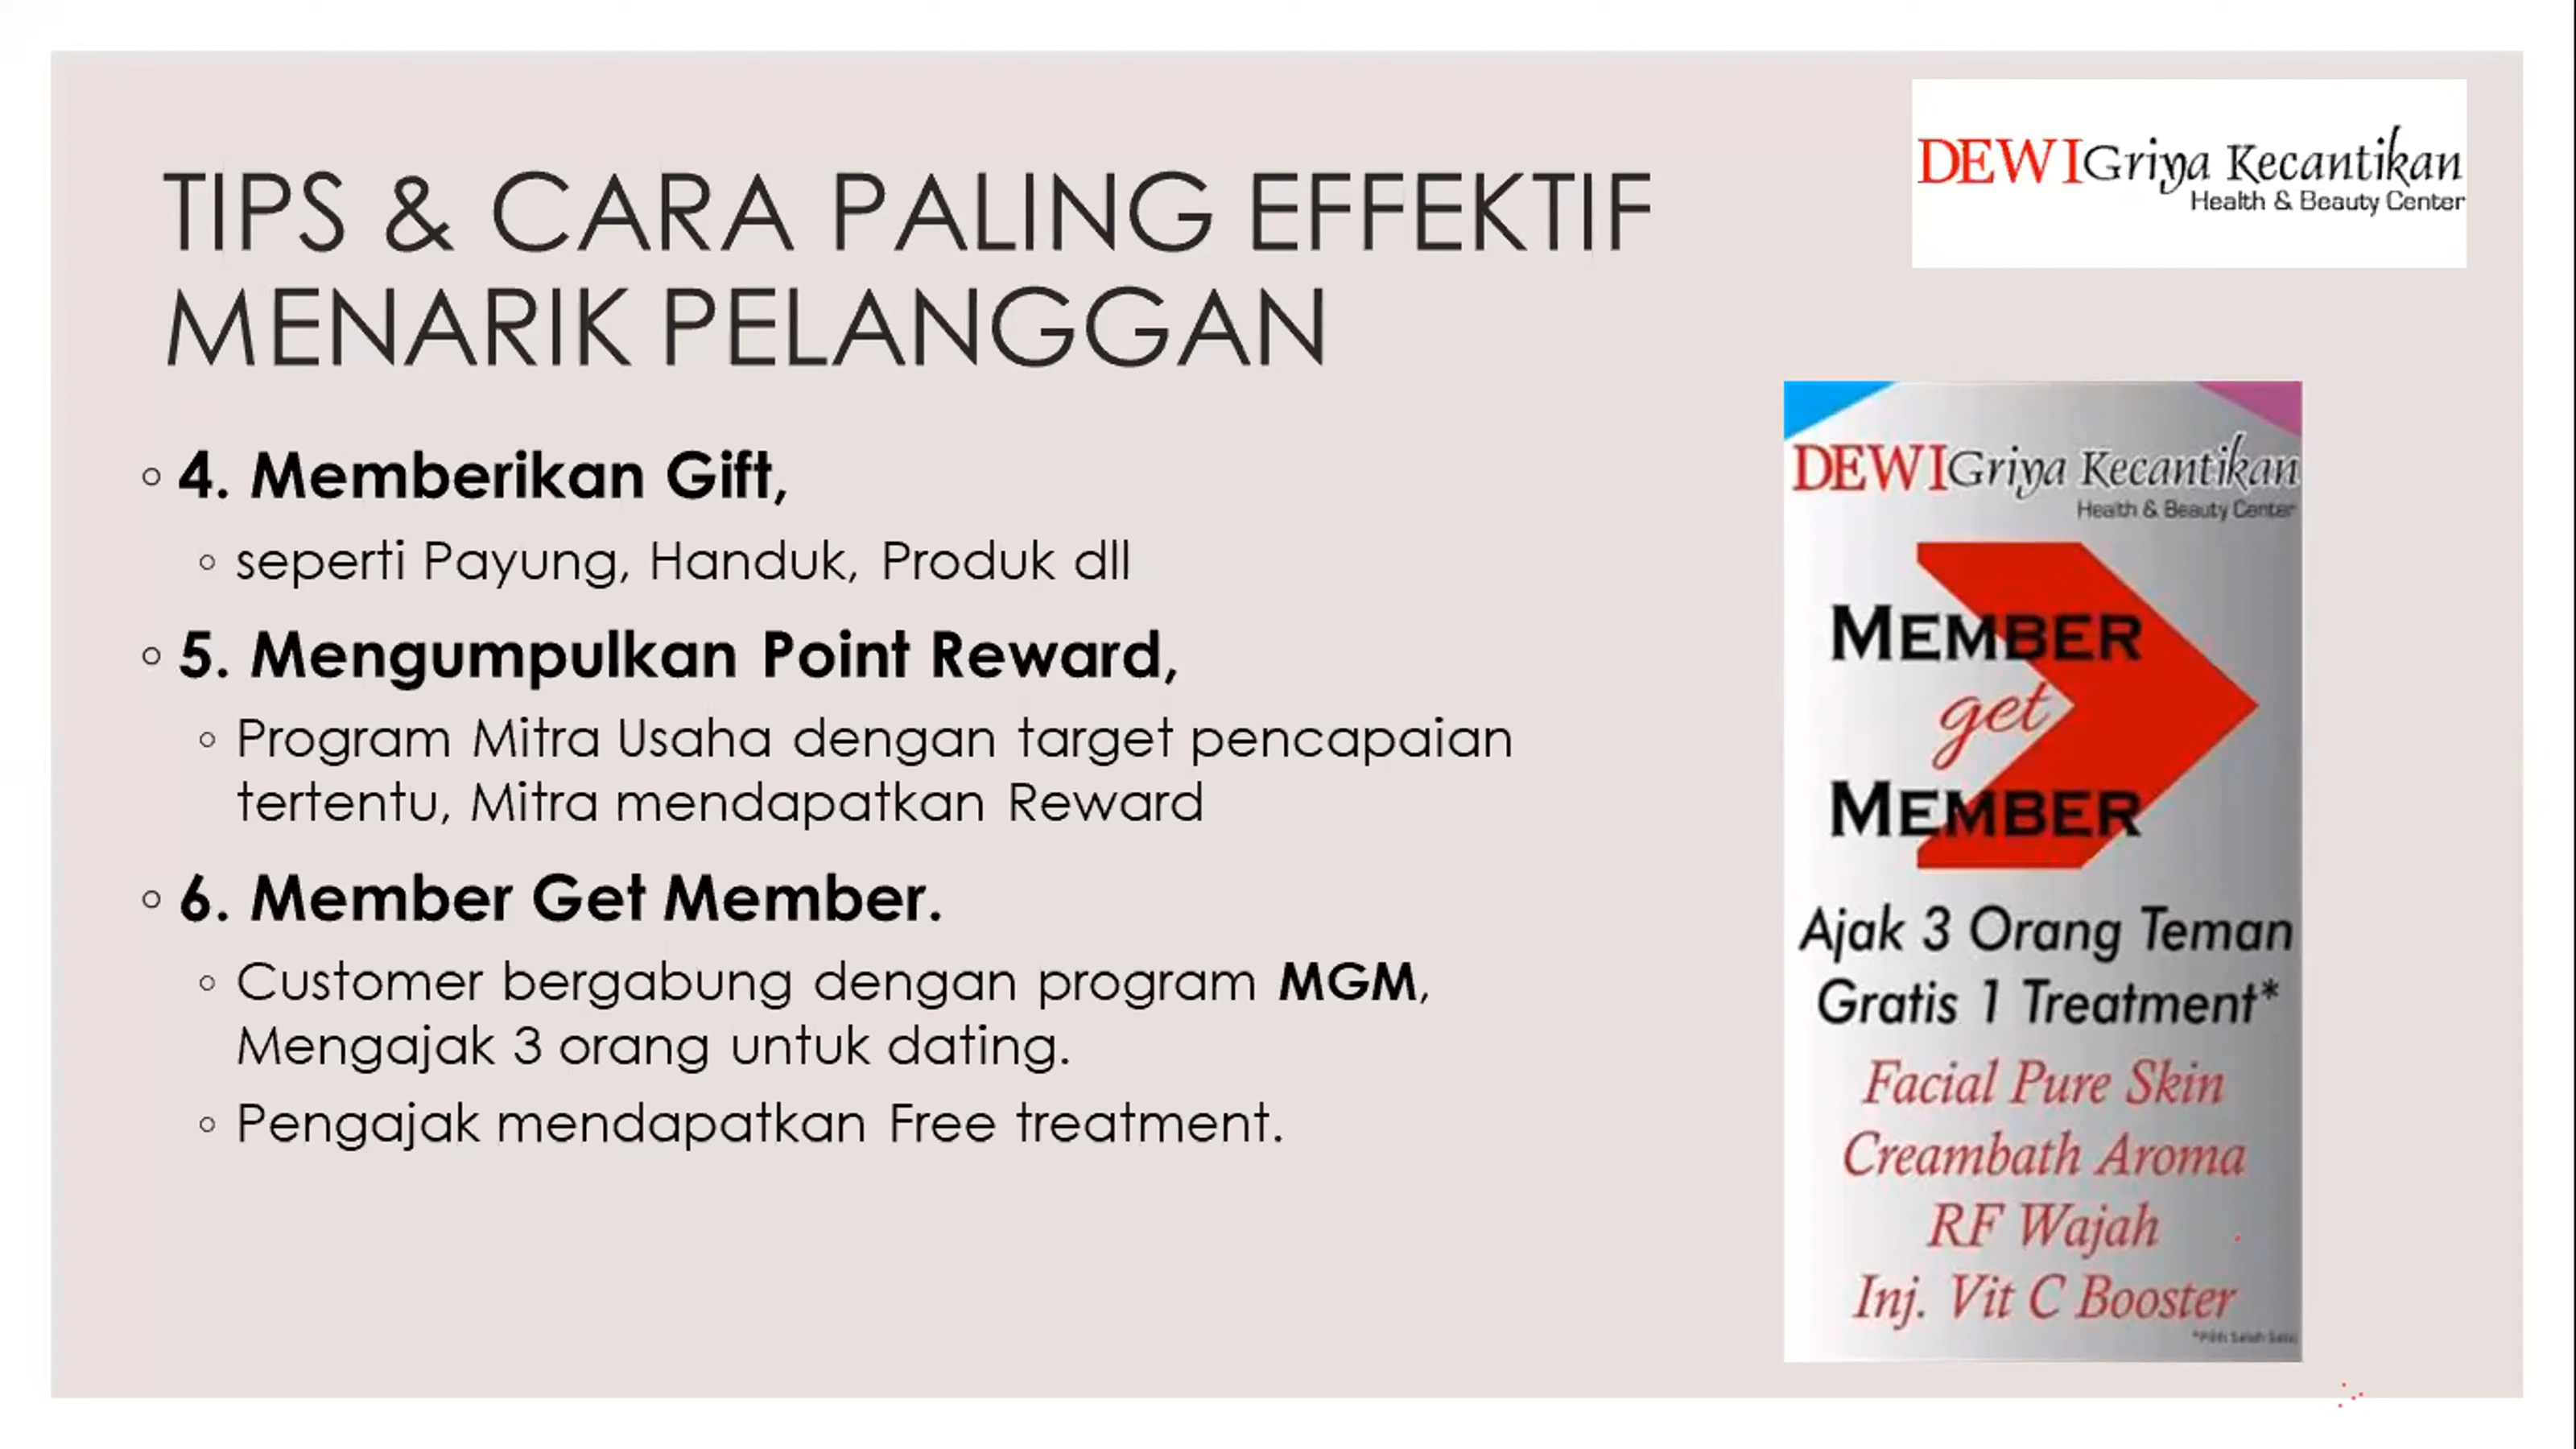 DEWI Griya Kecantikan
Health & Beauty Center
TIPS & CARA PALING EFFEKTIF
MENARIK PELANGGAN
4. Memberikan Gift,
seperti Payung, Handuk, Produk dll
5. Mengumpulkan Point Reward,
Program Mitra Usaha dengan target pencapaian
tertentu, Mitra mendapatkan Reward
6. Member Get Member.
Customer bergabung dengan program MGM,
Mengajak 3 orang untuk dating.
Pengajak mendapatkan Free treatment.
DEWI Griya Kecantikan
Health & Beauty Center
MEMBER
get
MEMBER
Ajak 3 Orang Teman
Gratis 1 Treatment*
Facial Pure Skin
Creambath Aroma
RF Wajah
Inj. Vit C Booster
*Pilih Salah Satu